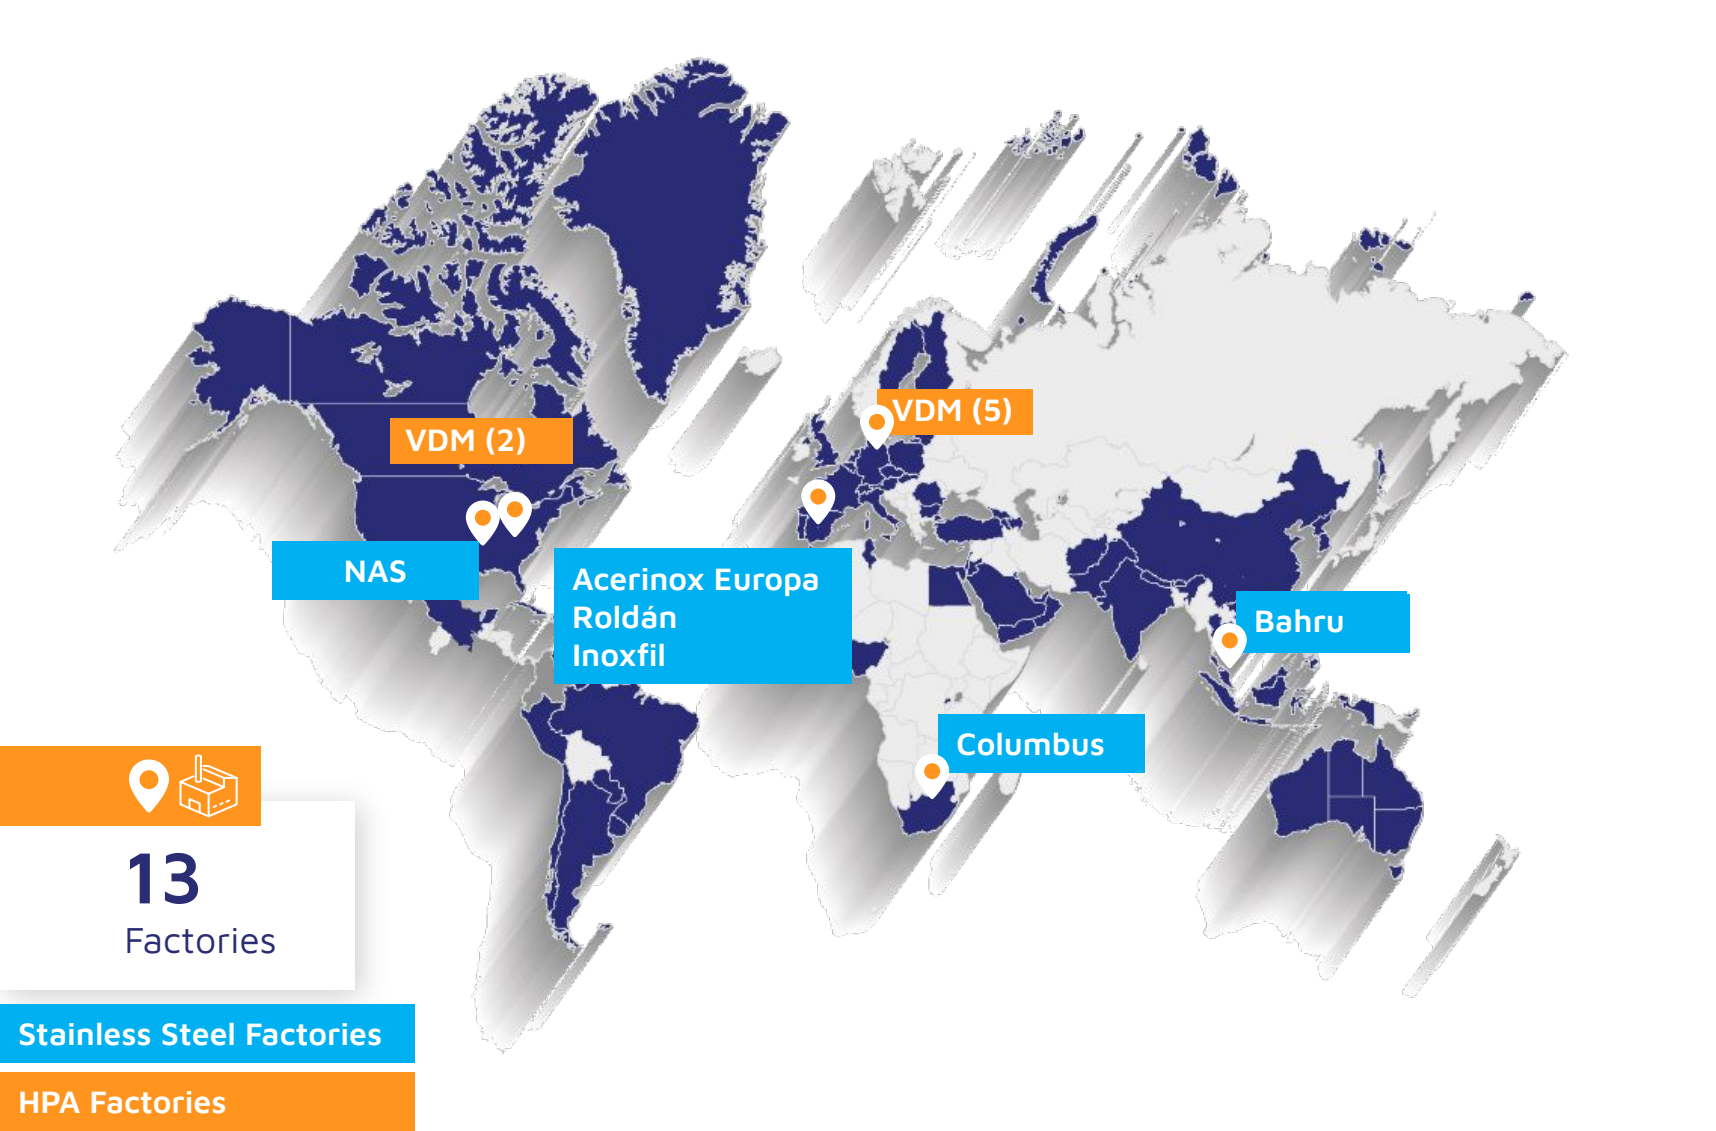 VDM (5)
VDM (2)
NAS
Acerinox Europa
Roldán
Inoxfil
Bahru
Columbus
13
Factories
Stainless Steel Factories
HPA Factories